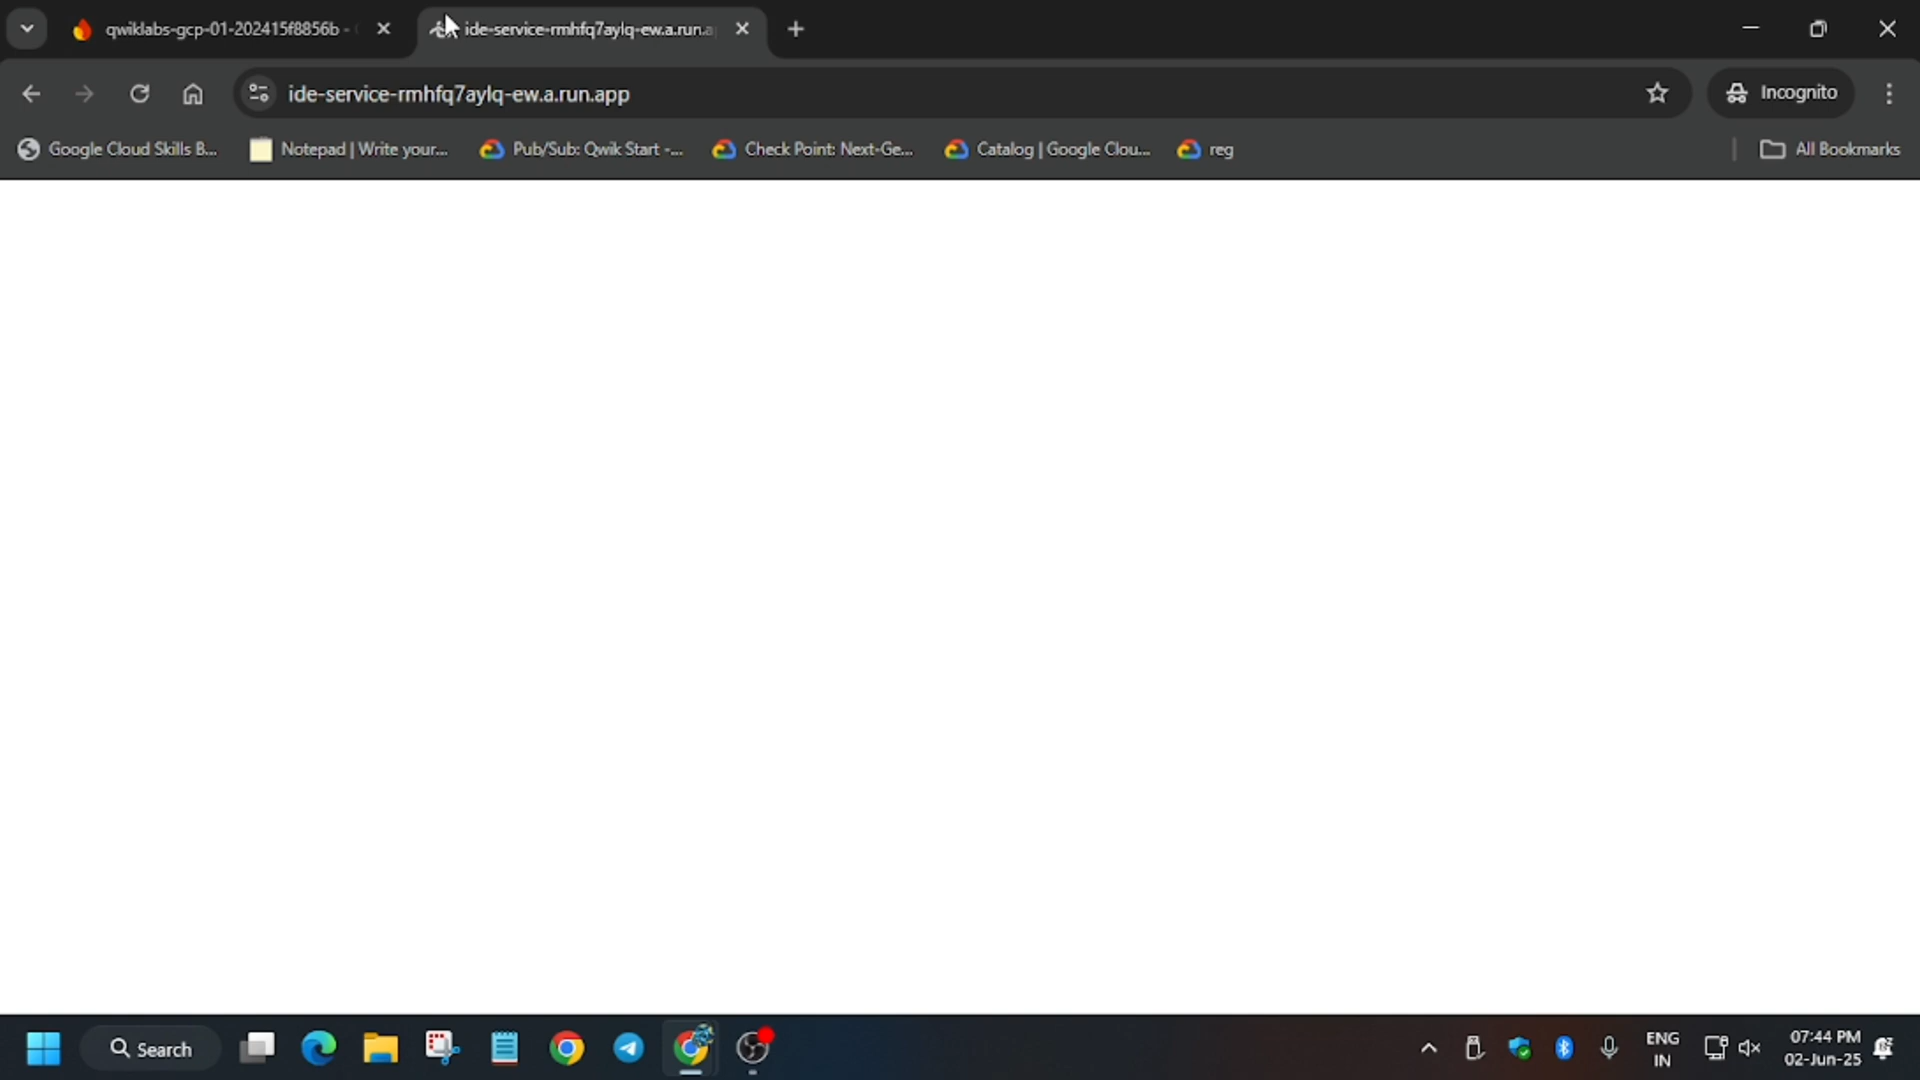 qwiklabs-gcp-01-202415f8856b -
ide-service-rmhfq7aylq-ew.a.run.a
ide-service-rmhfq7aylq-ew.a.run.app
Incognito
Google Cloud Skills B...
Notepad | Write your...
Pub/Sub: Qwik Start -...
Check Point: Next-Ge...
Catalog | Google Clou...
reg
All Bookmarks
Search
ENG
IN
07:44 PM
02-Jun-25